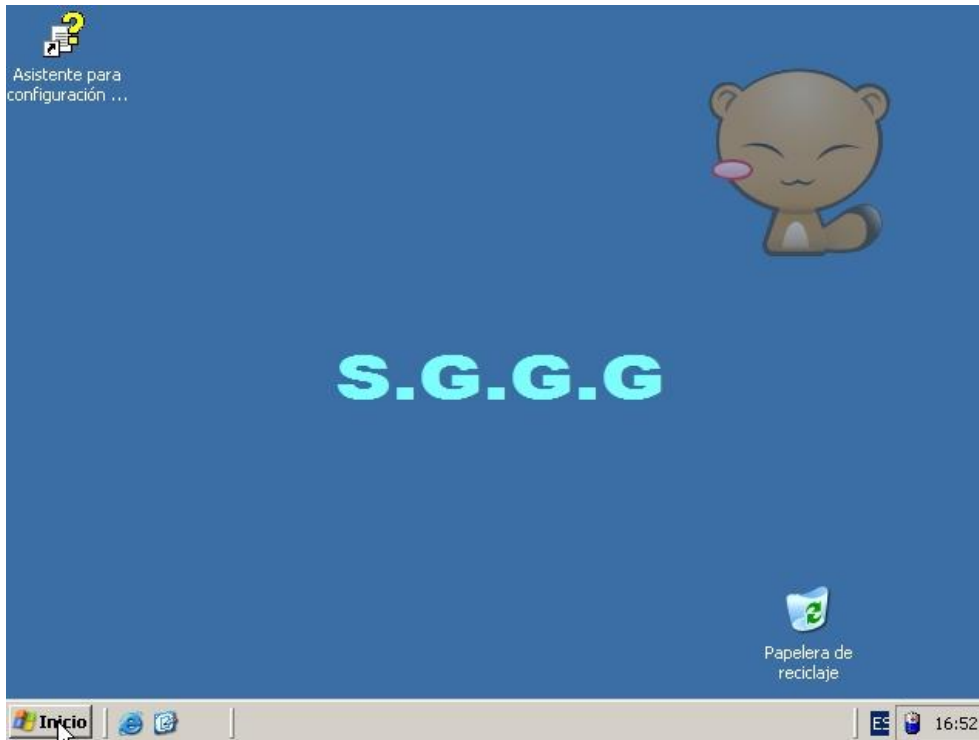 Asistente para
configuración ...
S.G.G.G
Papelera de
reciclaje
Inicio
ES
16:52